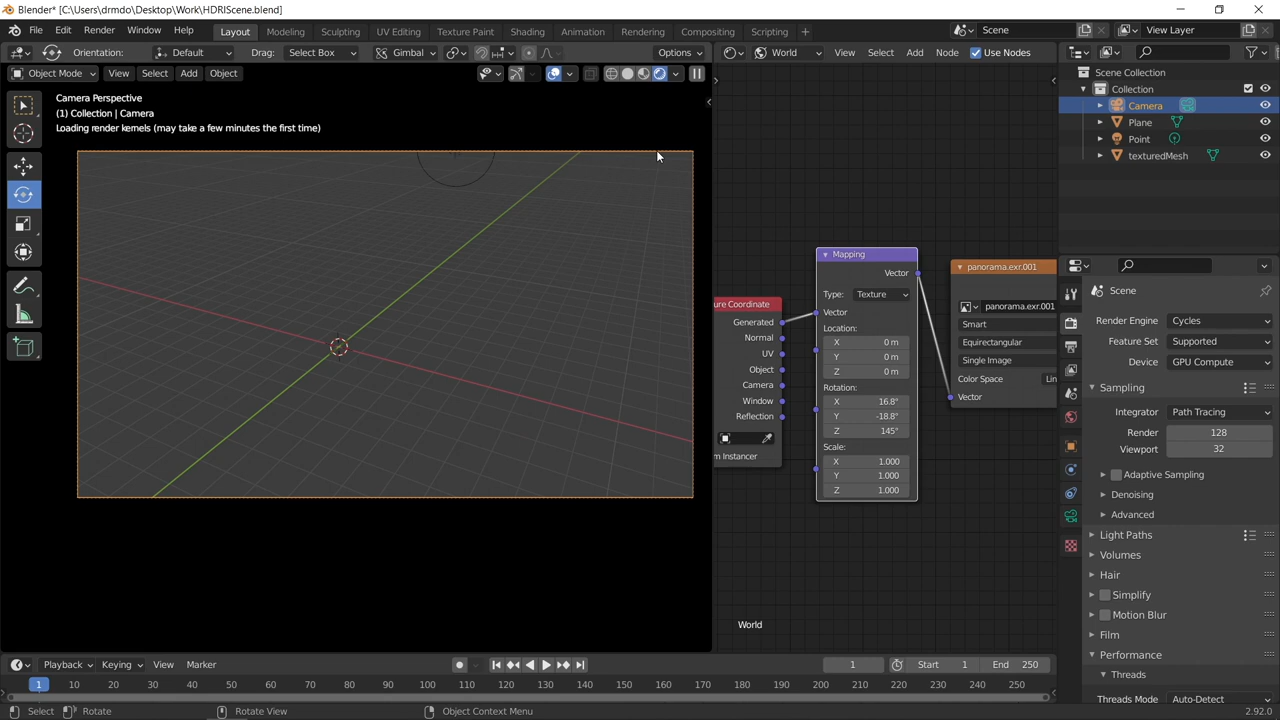 Blender* [C:\Users\drmdo\Desktop\Work\HDRIScene.blend]
File Edit Render Window Help Layout Modeling Sculpting UV Editing Texture Paint Shading Animation Rendering Compositing Scripting + Scene View Layer
Orientation: Default Drag: Select Box Gimbal Options
World View Select Add Node Use Nodes
Object Mode View Select Add Object
Camera Perspective
(1) Collection | Camera
Loading render kernels (may take a few minutes the first time)
ure Coordinate
Generated
Normal
UV
Object
Camera
Window
Reflection
m Instancer
Mapping
Vector
Type: Texture
Vector
Location:
X 0 m
Y 0 m
Z 0 m
Rotation:
X 16.8°
Y -18.8°
Z 145°
Scale:
X 1.000
Y 1.000
Z 1.000
panorama.exr.001
panorama.exr.001
Smart
Equirectangular
Single Image
Color Space Lin
Vector
World
Scene Collection
Collection
Camera
Plane
Point
texturedMesh
Scene
Render Engine Cycles
Feature Set Supported
Device GPU Compute
Sampling
Integrator Path Tracing
Render 128
Viewport 32
Adaptive Sampling
Denoising
Advanced
Light Paths
Volumes
Hair
Simplify
Motion Blur
Film
Performance
Threads
Threads Mode Auto-Detect
Playback Keying View Marker 1 Start 1 End 250
1 10 20 30 40 50 60 70 80 90 100 110 120 130 140 150 160 170 180 190 200 210 220 230 240 250
Select Rotate Rotate View Object Context Menu 2.92.0